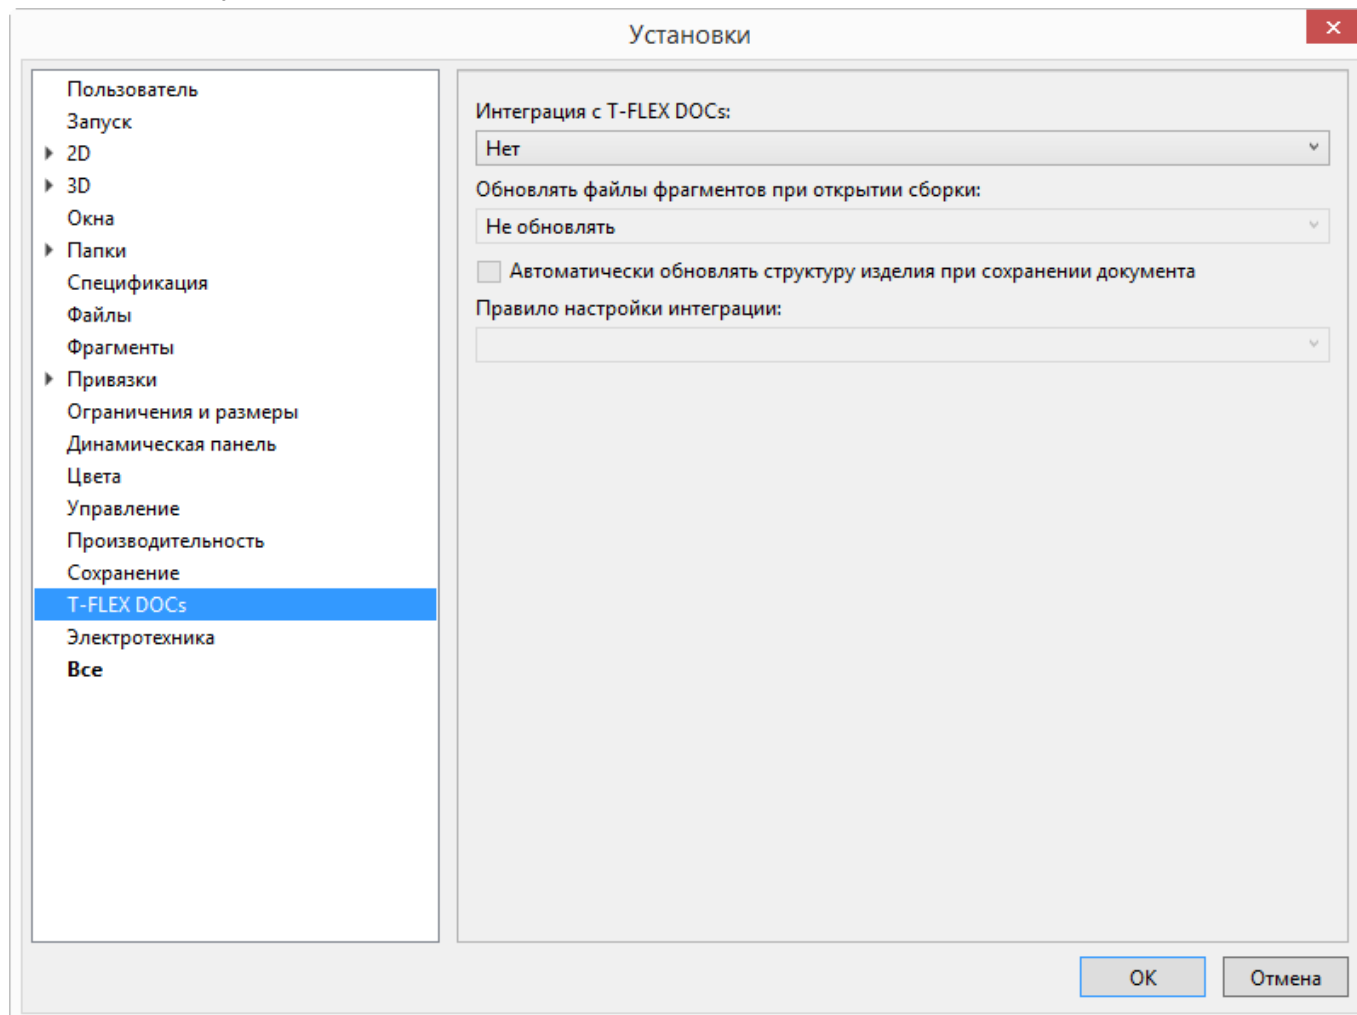 Установки
Пользователь
Запуск
2D
3D
Окна
Папки
Спецификация
Файлы
Фрагменты
Привязки
Ограничения и размеры
Динамическая панель
Цвета
Управление
Производительность
Сохранение
T-FLEX DOCs
Электротехника
Все
Интеграция с T-FLEX DOCs:
Нет
Обновлять файлы фрагментов при открытии сборки:
Не обновлять
Автоматически обновлять структуру изделия при сохранении документа
Правило настройки интеграции:
ОК
Отмена